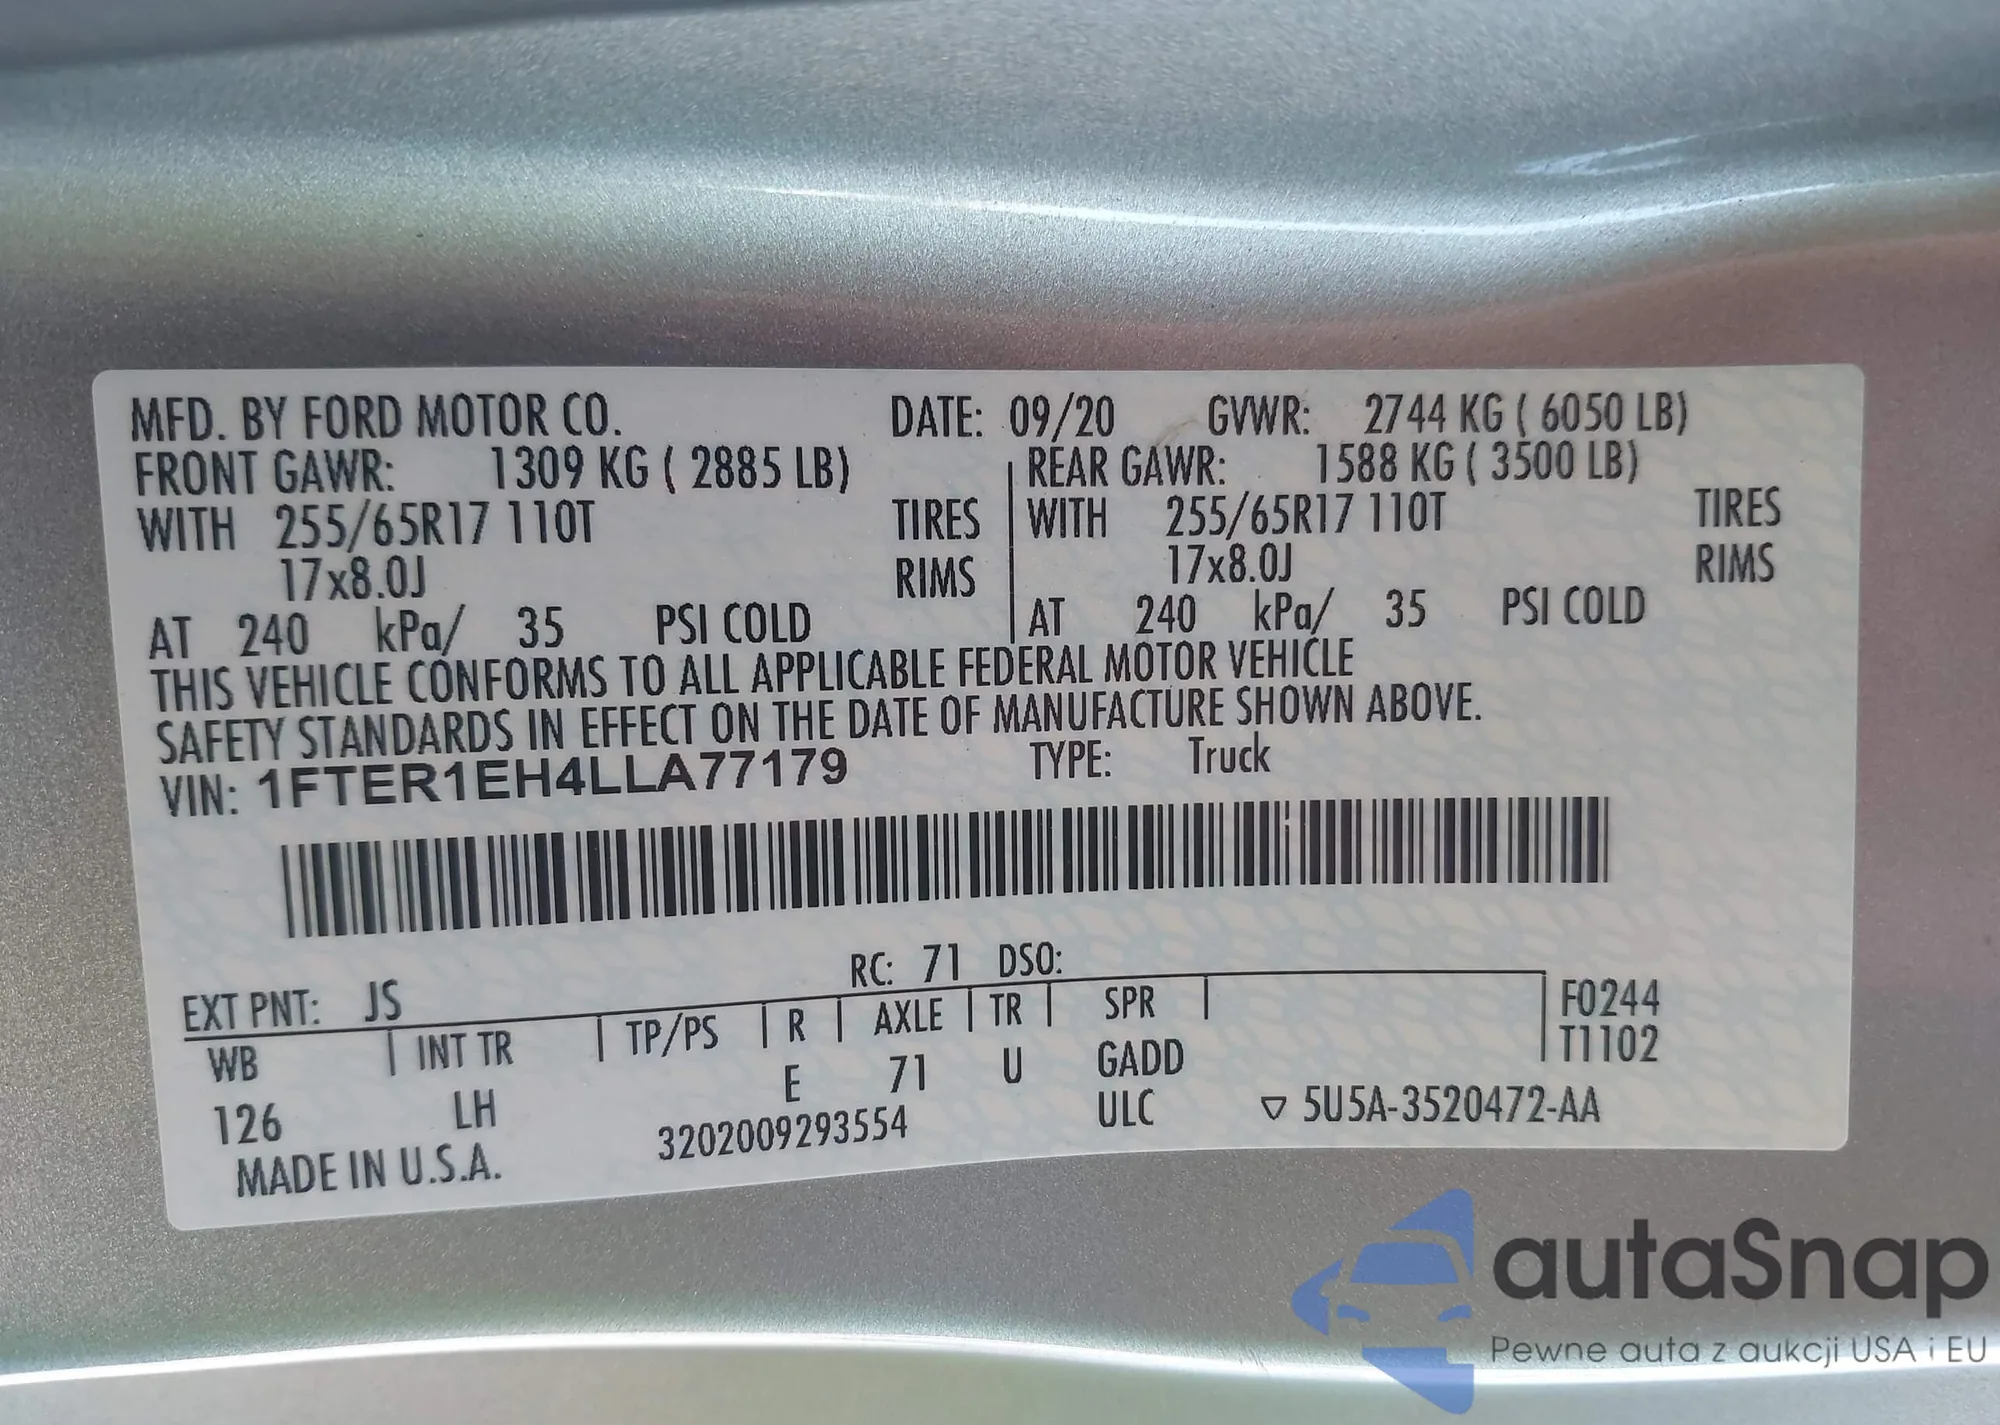 MFD. BY FORD MOTOR CO. DATE: 09/20 GVWR: 2744 KG ( 6050 LB)
FRONT GAWR: 1309 KG ( 2885 LB) REAR GAWR: 1588 KG ( 3500 LB)
WITH 255/65R17 110T TIRES WITH 255/65R17 110T TIRES
17x8.0J RIMS 17x8.0J RIMS
AT 240 kPa/ 35 PSI COLD AT 240 kPa/ 35 PSI COLD
THIS VEHICLE CONFORMS TO ALL APPLICABLE FEDERAL MOTOR VEHICLE
SAFETY STANDARDS IN EFFECT ON THE DATE OF MANUFACTURE SHOWN ABOVE.
VIN: 1FTER1EH4LLA77179 TYPE: Truck
EXT PNT: JS RC: 71 DSO:
WB INT TR TP/PS R AXLE TR SPR F0244
126 LH E 71 U GADD T1102
MADE IN U.S.A. 3202009293554 ULC ▽ 5U5A-3520472-AA
autaSnap
Pewne auta z aukcji USA i EU